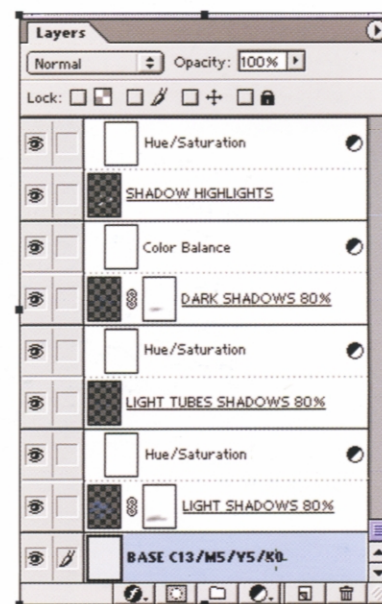 Layers
Normal Opacity: 100%
Lock:
Hue/Saturation
SHADOW HIGHLIGHTS
Color Balance
DARK SHADOWS 80%
Hue/Saturation
LIGHT TUBES SHADOWS 80%
Hue/Saturation
LIGHT SHADOWS 80%
BASE C13/M5/Y5/K0